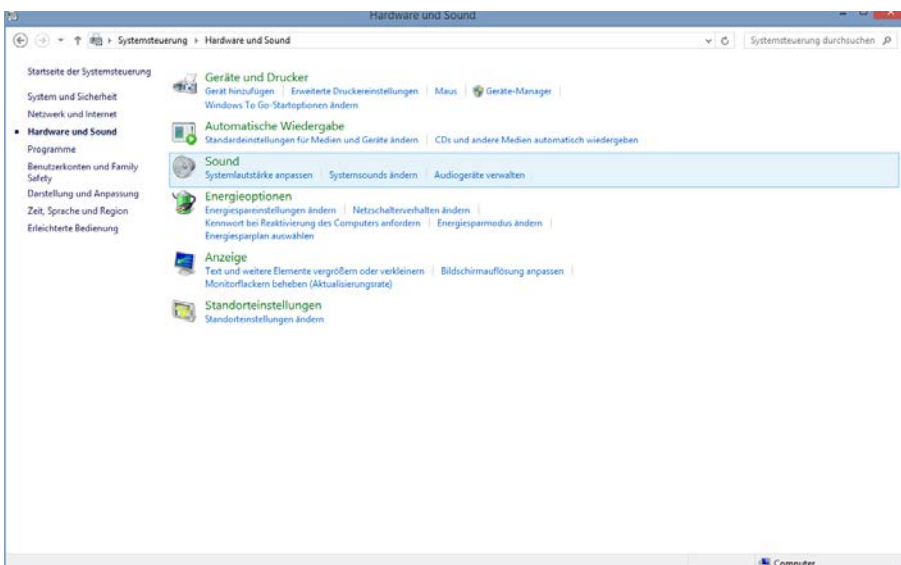 Hardware und Sound
Systemsteuerung Hardware und Sound
Systemsteuerung durchsuchen
Startseite der Systemsteuerung
System und Sicherheit
Netzwerk und Internet
Hardware und Sound
Programme
Benutzerkonten und Family
Safety
Darstellung und Anpassung
Zeit, Sprache und Region
Erleichterte Bedienung
Geräte und Drucker
Gerät hinzufügen Erweiterte Druckereinstellungen Maus Geräte-Manager
Windows To Go-Startoptionen ändern
Automatische Wiedergabe
Standardeinstellungen für Medien und Geräte ändern CDs und andere Medien automatisch wiedergeben
Sound
Systemlautstärke anpassen Systemsounds ändern Audiogeräte verwalten
Energieoptionen
Energiespareinstellungen ändern Netzschalterverhalten ändern
Kennwort bei Reaktivierung des Computers anfordern Energiesparmodus ändern
Energiesparplan auswählen
Anzeige
Text und weitere Elemente vergrößern oder verkleinern Bildschirmauflösung anpassen
Monitorflackern beheben (Aktualisierungsrate)
Standorteinstellungen
Standorteinstellungen ändern
Computer